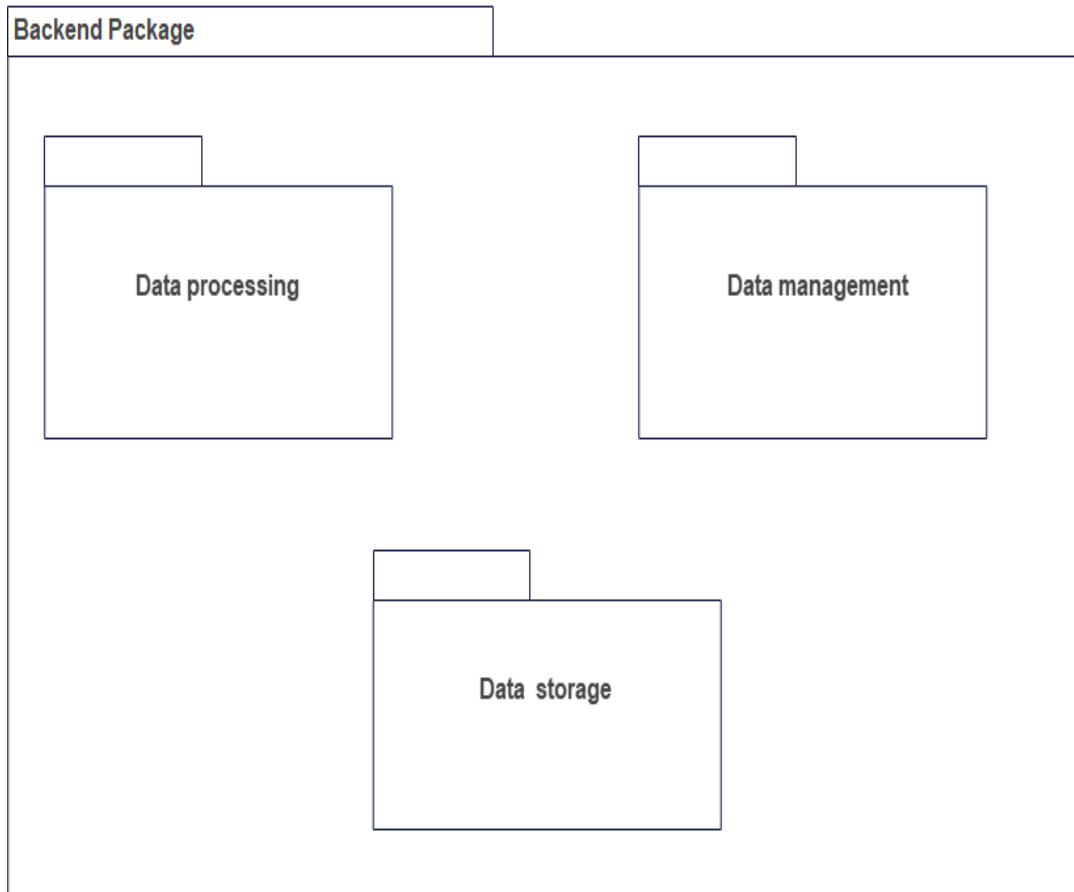 Backend Package
Data processing
Data management
Data storage